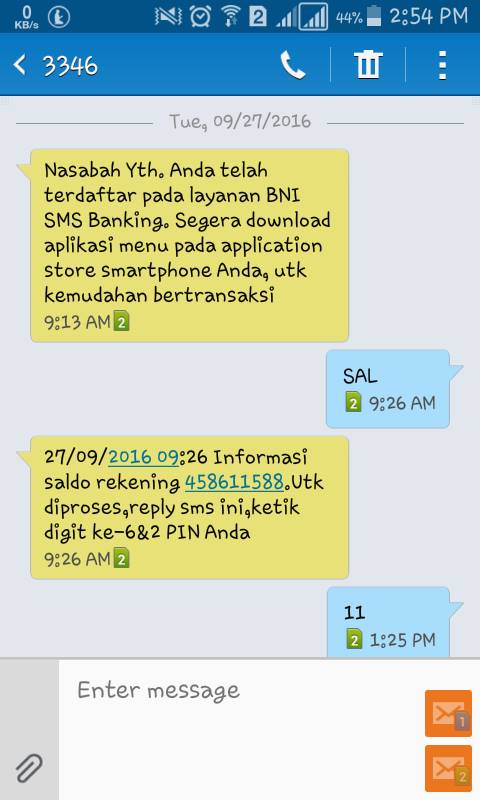 0
KB/s
2
44%
2:54 PM
3346
Tue, 09/27/2016
Nasabah Yth. Anda telah
terdaftar pada layanan BNI
SMS Banking. Segera download
aplikasi menu pada application
store smartphone Anda, utk
kemudahan bertransaksi
9:13 AM 2
SAL
2 9:26 AM
27/09/2016 09:26 Informasi
saldo rekening 458611588.Utk
diproses,reply sms ini,ketik
digit ke-6&2 PIN Anda
9:26 AM 2
11
2 1:25 PM
Enter message
1
2